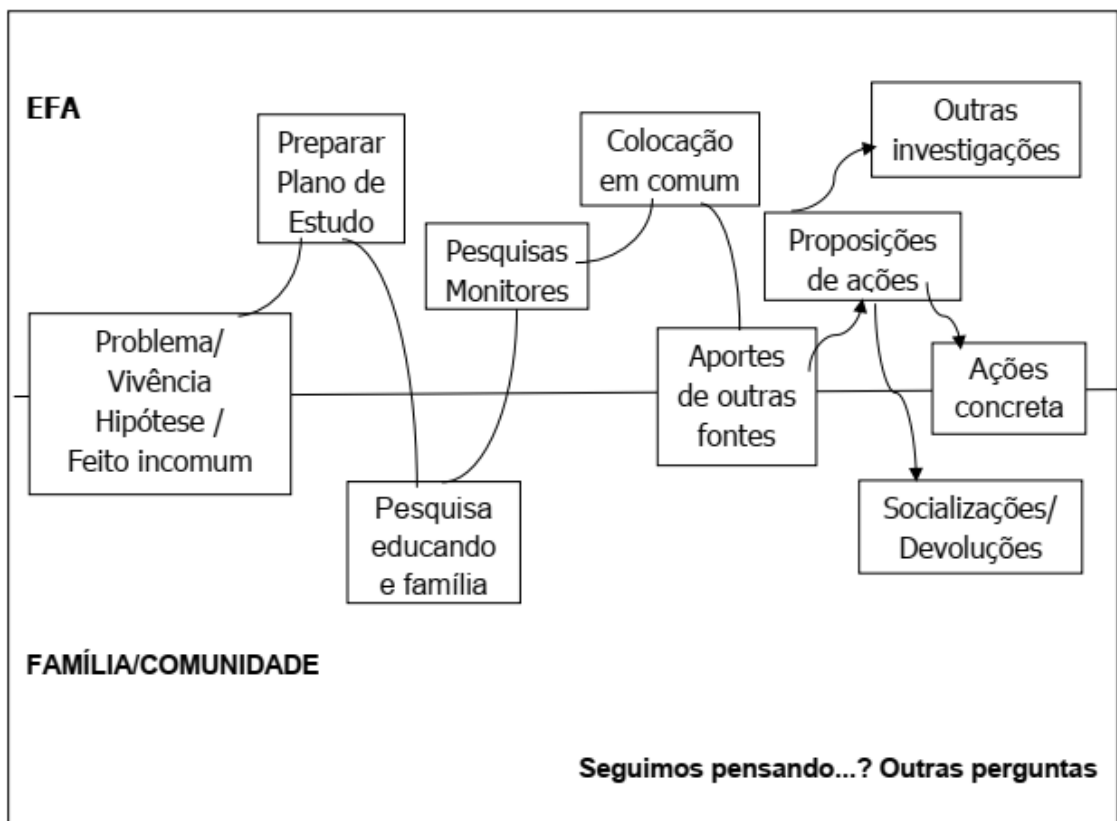 EFA
Problema/
Vivência
Hipótese /
Feito incomum
Preparar
Plano de
Estudo
Pesquisa
educando
e família
Pesquisas
Monitores
Colocação
em comum
Aportes
de outras
fontes
Proposições
de ações
Outras
investigações
Ações
concreta
Socializações/
Devoluções
FAMÍLIA/COMUNIDADE
Seguimos pensando...? Outras perguntas